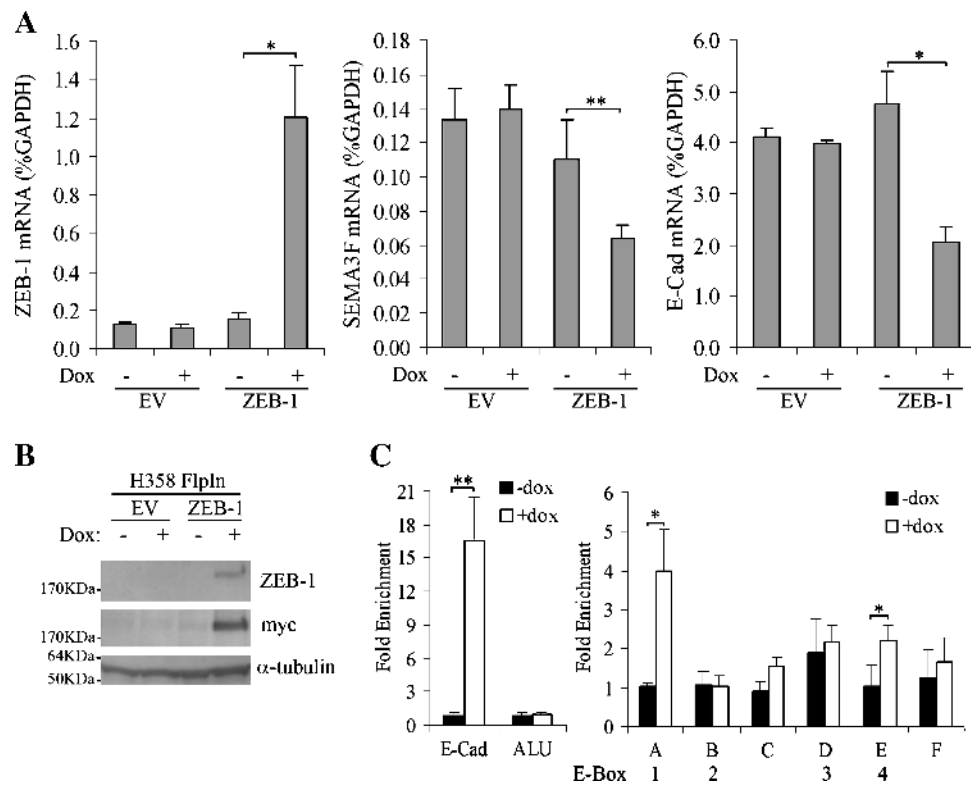 A
ZEB-1 mRNA (%GAPDH)
1.6
1.4
1.2
1.0
0.8
0.6
0.4
0.2
0.0
*
Dox - + - +
EV ZEB-1
SEMA3F mRNA (%GAPDH)
0.18
0.16
0.14
0.12
0.10
0.08
0.06
0.04
0.02
0.00
**
Dox - + - +
EV ZEB-1
E-Cad mRNA (%GAPDH)
6.0
5.0
4.0
3.0
2.0
1.0
0.0
*
Dox - + - +
EV ZEB-1
B
H358 FlpIn
EV ZEB-1
Dox: - + - +
170KDa- ZEB-1
170KDa- myc
64KDa-
50KDa- α-tubulin
C
Fold Enrichment
21
18
15
12
9
6
3
0
**
-dox
+dox
E-Cad ALU
Fold Enrichment
6
5
4
3
2
1
0
*
*
-dox
+dox
A B C D E F
E-Box 1 2 3 4